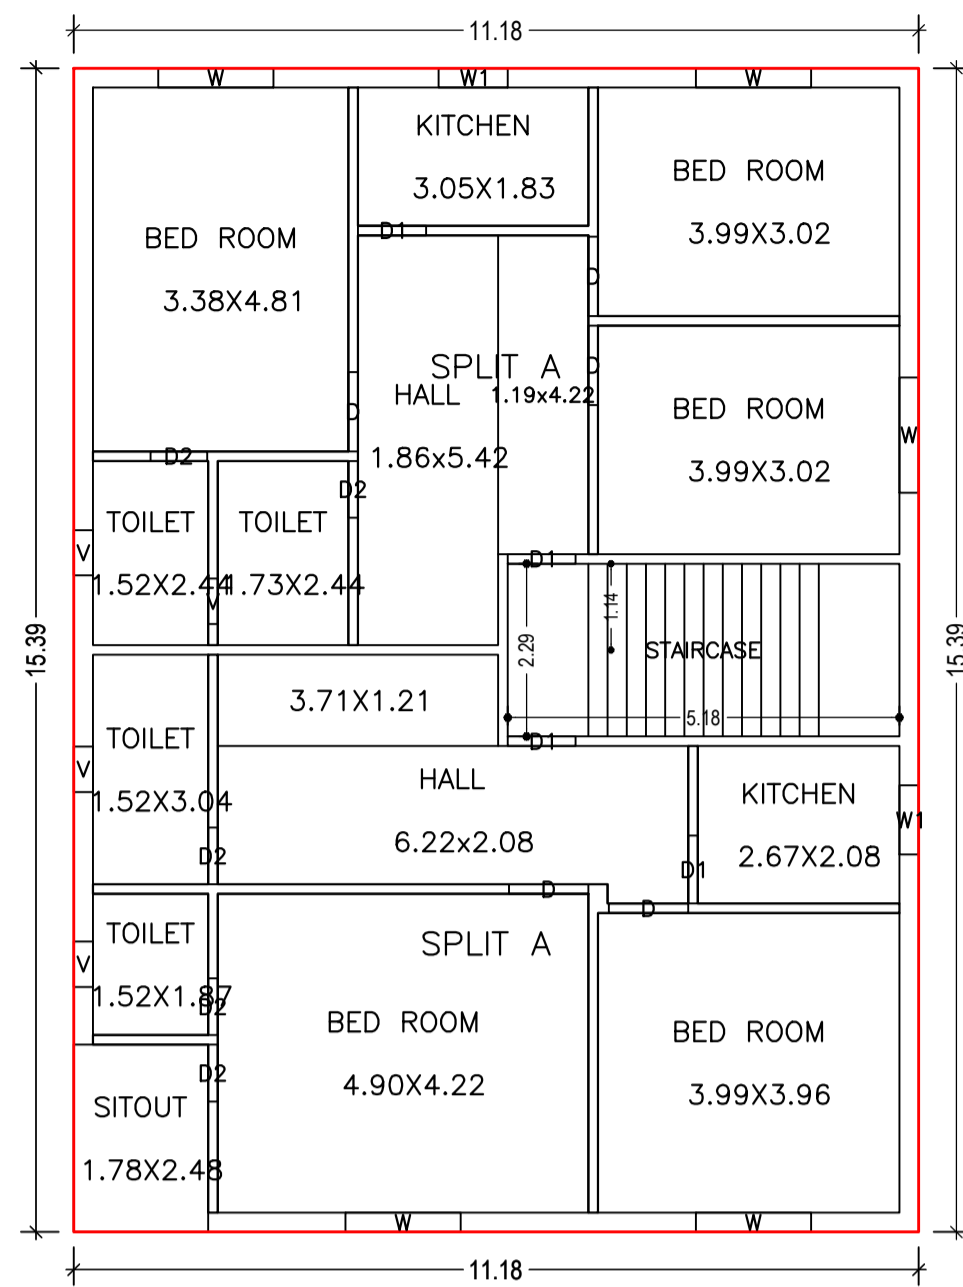 11.18
W
W1
W
KITCHEN
3.05X1.83
BED ROOM
3.99X3.02
D1
BED ROOM
3.38X4.81
D
SPLIT A
D
HALL
1.19x4.22
D
BED ROOM
3.99X3.02
W
1.86x5.42
D2
D2
TOILET
1.52X2.44
TOILET
1.73X2.44
V
V
D1
1.14
2.29
STAIRCASE
15.39
15.39
3.71X1.21
5.18
D1
TOILET
1.52X3.04
V
HALL
6.22x2.08
KITCHEN
2.67X2.08
W1
D2
D1
D
D
TOILET
1.52X1.87
V
D2
SPLIT A
BED ROOM
4.90X4.22
BED ROOM
3.99X3.96
D2
SITOUT
1.78X2.48
W
W
11.18